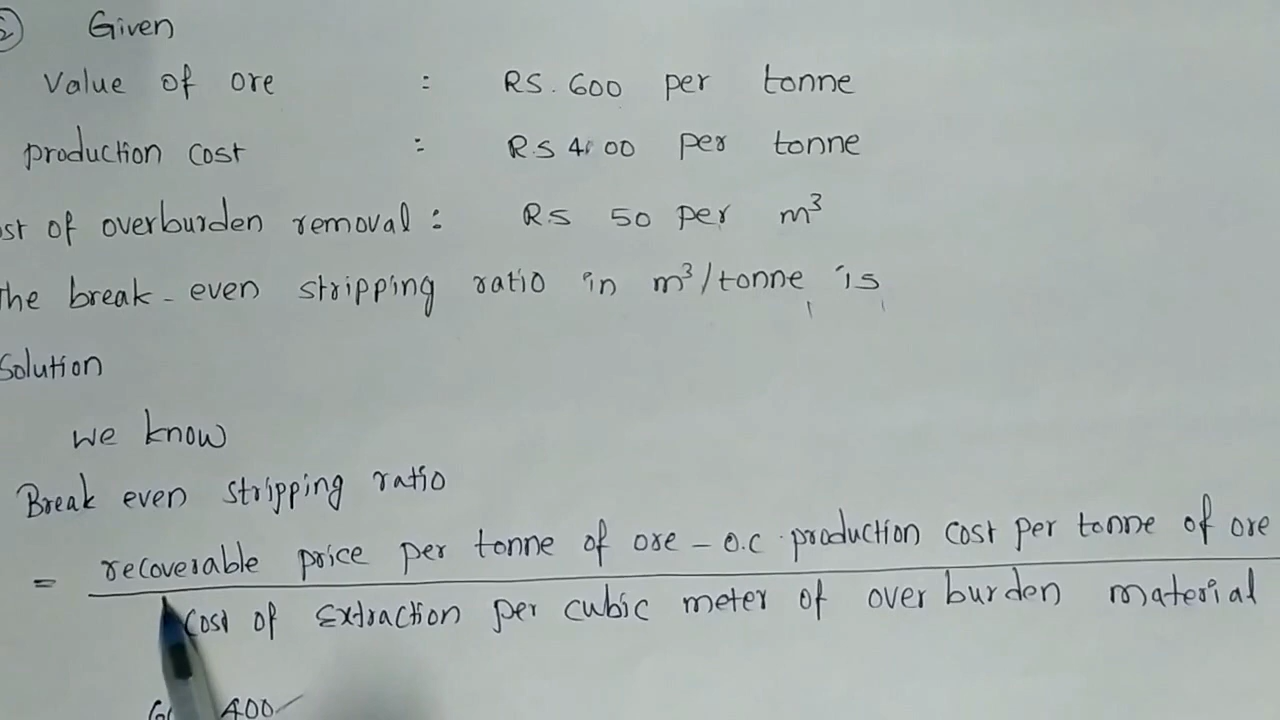 Given
Value of ore : RS. 600 per tonne
production cost : R.S 400 per tonne
ost of overburden removal : RS 50 per m³
The break-even stripping ratio in m³/tonne is
Solution
we know
Break even stripping ratio
= recoverable price per tonne of ore - O.C. production cost per tonne of ore
cost of Extraction per cubic meter of over burden material
400